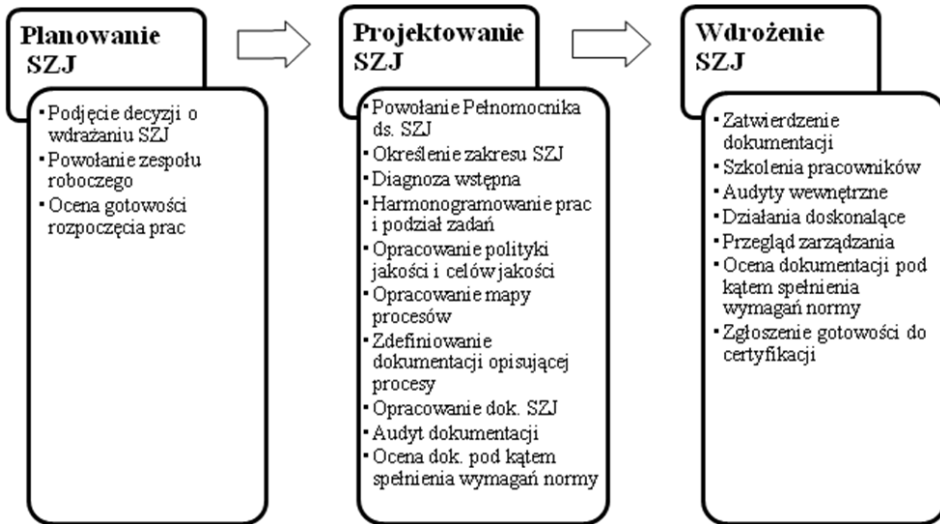 Planowanie
SZJ
▪ Podjęcie decyzji o
wdrażaniu SZJ
▪ Powołanie zespołu
roboczego
▪ Ocena gotowości
rozpoczęcia prac
Projektowanie
SZJ
▪ Powołanie Pełnomocnika
ds. SZJ
▪ Określenie zakresu SZJ
▪ Diagnoza wstępna
▪ Harmonogramowanie prac
i podział zadań
▪ Opracowanie polityki
jakości i celów jakości
▪ Opracowanie mapy
procesów
▪ Zdefiniowanie
dokumentacji opisującej
procesy
▪ Opracowanie dok. SZJ
▪ Audyt dokumentacji
▪ Ocena dok. pod kątem
spełnienia wymagań normy
Wdrożenie
SZJ
▪ Zatwierdzenie
dokumentacji
▪ Szkolenia pracowników
▪ Audyty wewnętrzne
▪ Działania doskonalące
▪ Przegląd zarządzania
▪ Ocena dokumentacji pod
kątem spełnienia
wymagań normy
▪ Zgłoszenie gotowości do
certyfikacji